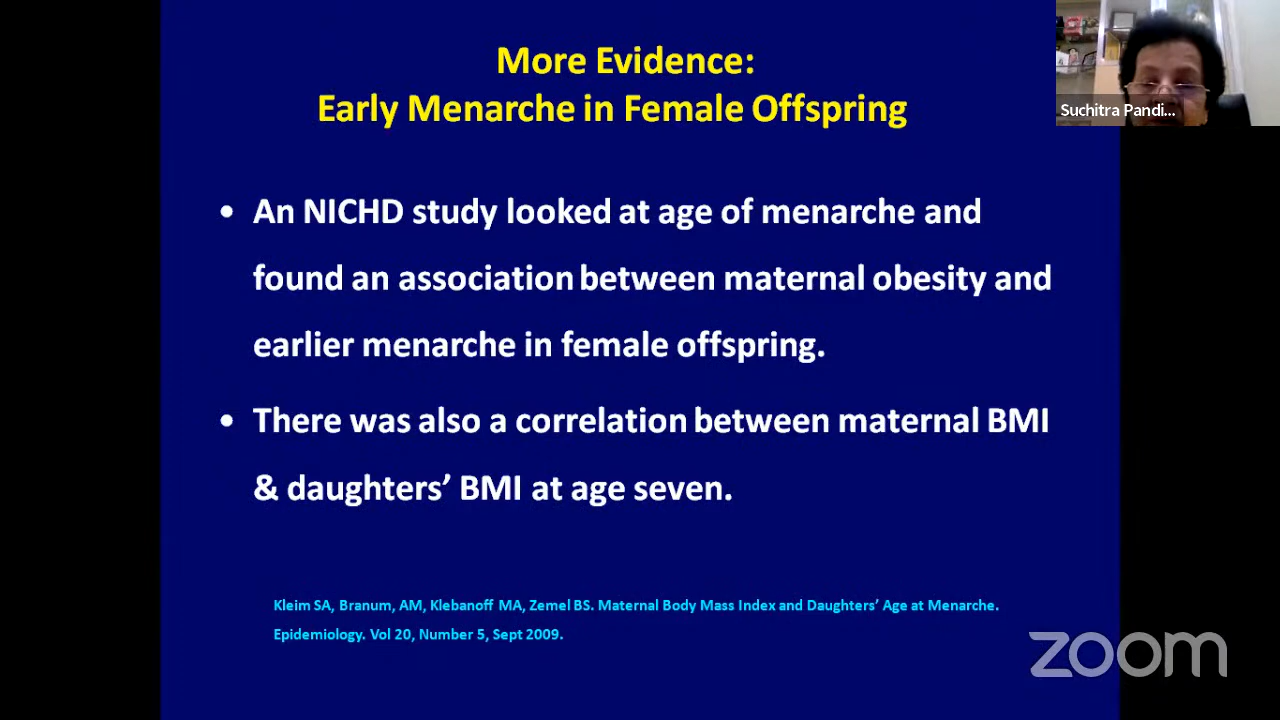 More Evidence:
Early Menarche in Female Offspring
Suchitra Pandi...
• An NICHD study looked at age of menarche and
found an association between maternal obesity and
earlier menarche in female offspring.
• There was also a correlation between maternal BMI
& daughters’ BMI at age seven.
Kleim SA, Branum, AM, Klebanoff MA, Zemel BS. Maternal Body Mass Index and Daughters’ Age at Menarche.
Epidemiology. Vol 20, Number 5, Sept 2009.
zoom